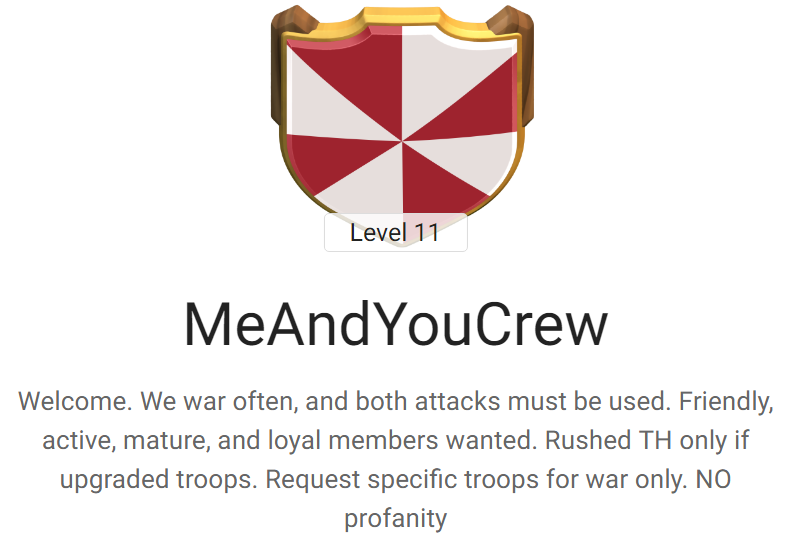 Level 11
MeAndYouCrew
Welcome. We war often, and both attacks must be used. Friendly,
active, mature, and loyal members wanted. Rushed TH only if
upgraded troops. Request specific troops for war only. NO
profanity